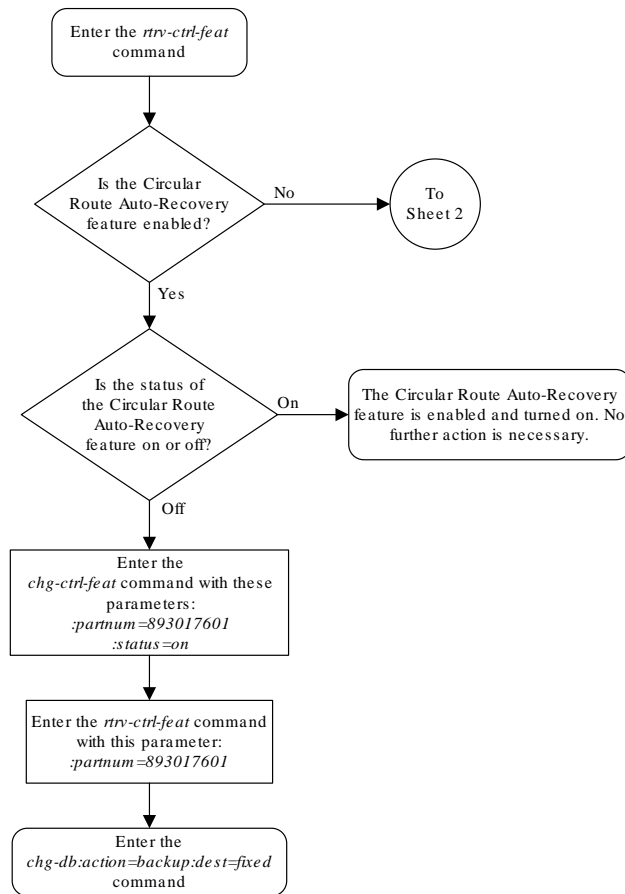 Enter the rtrv-ctrl-feat
command
Is the Circular
Route Auto-Recovery
feature enabled?
No
To
Sheet 2
Yes
Is the status of
the Circular Route
Auto-Recovery
feature on or off?
On
The Circular Route Auto-Recovery
feature is enabled and turned on. No
further action is necessary.
Off
Enter the
chg-ctrl-feat command with these
parameters:
:partnum=893017601
:status=on
Enter the rtrv-ctrl-feat command
with this parameter:
:partnum=893017601
Enter the
chg-db:action=backup:dest=fixed
command